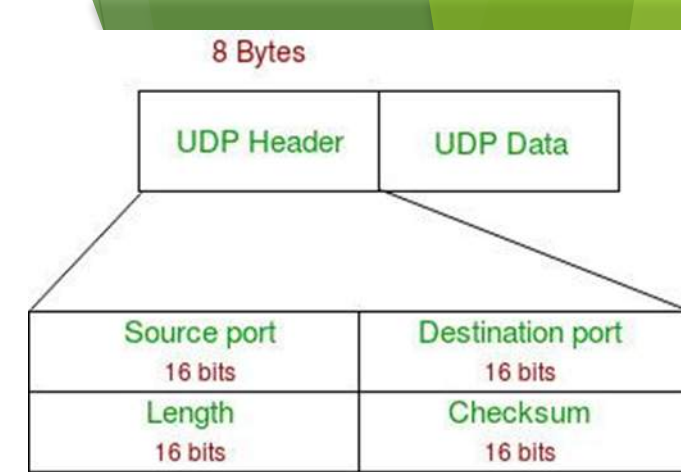 8 Bytes
UDP Header UDP Data
Source port Destination port
16 bits 16 bits
Length Checksum
16 bits 16 bits